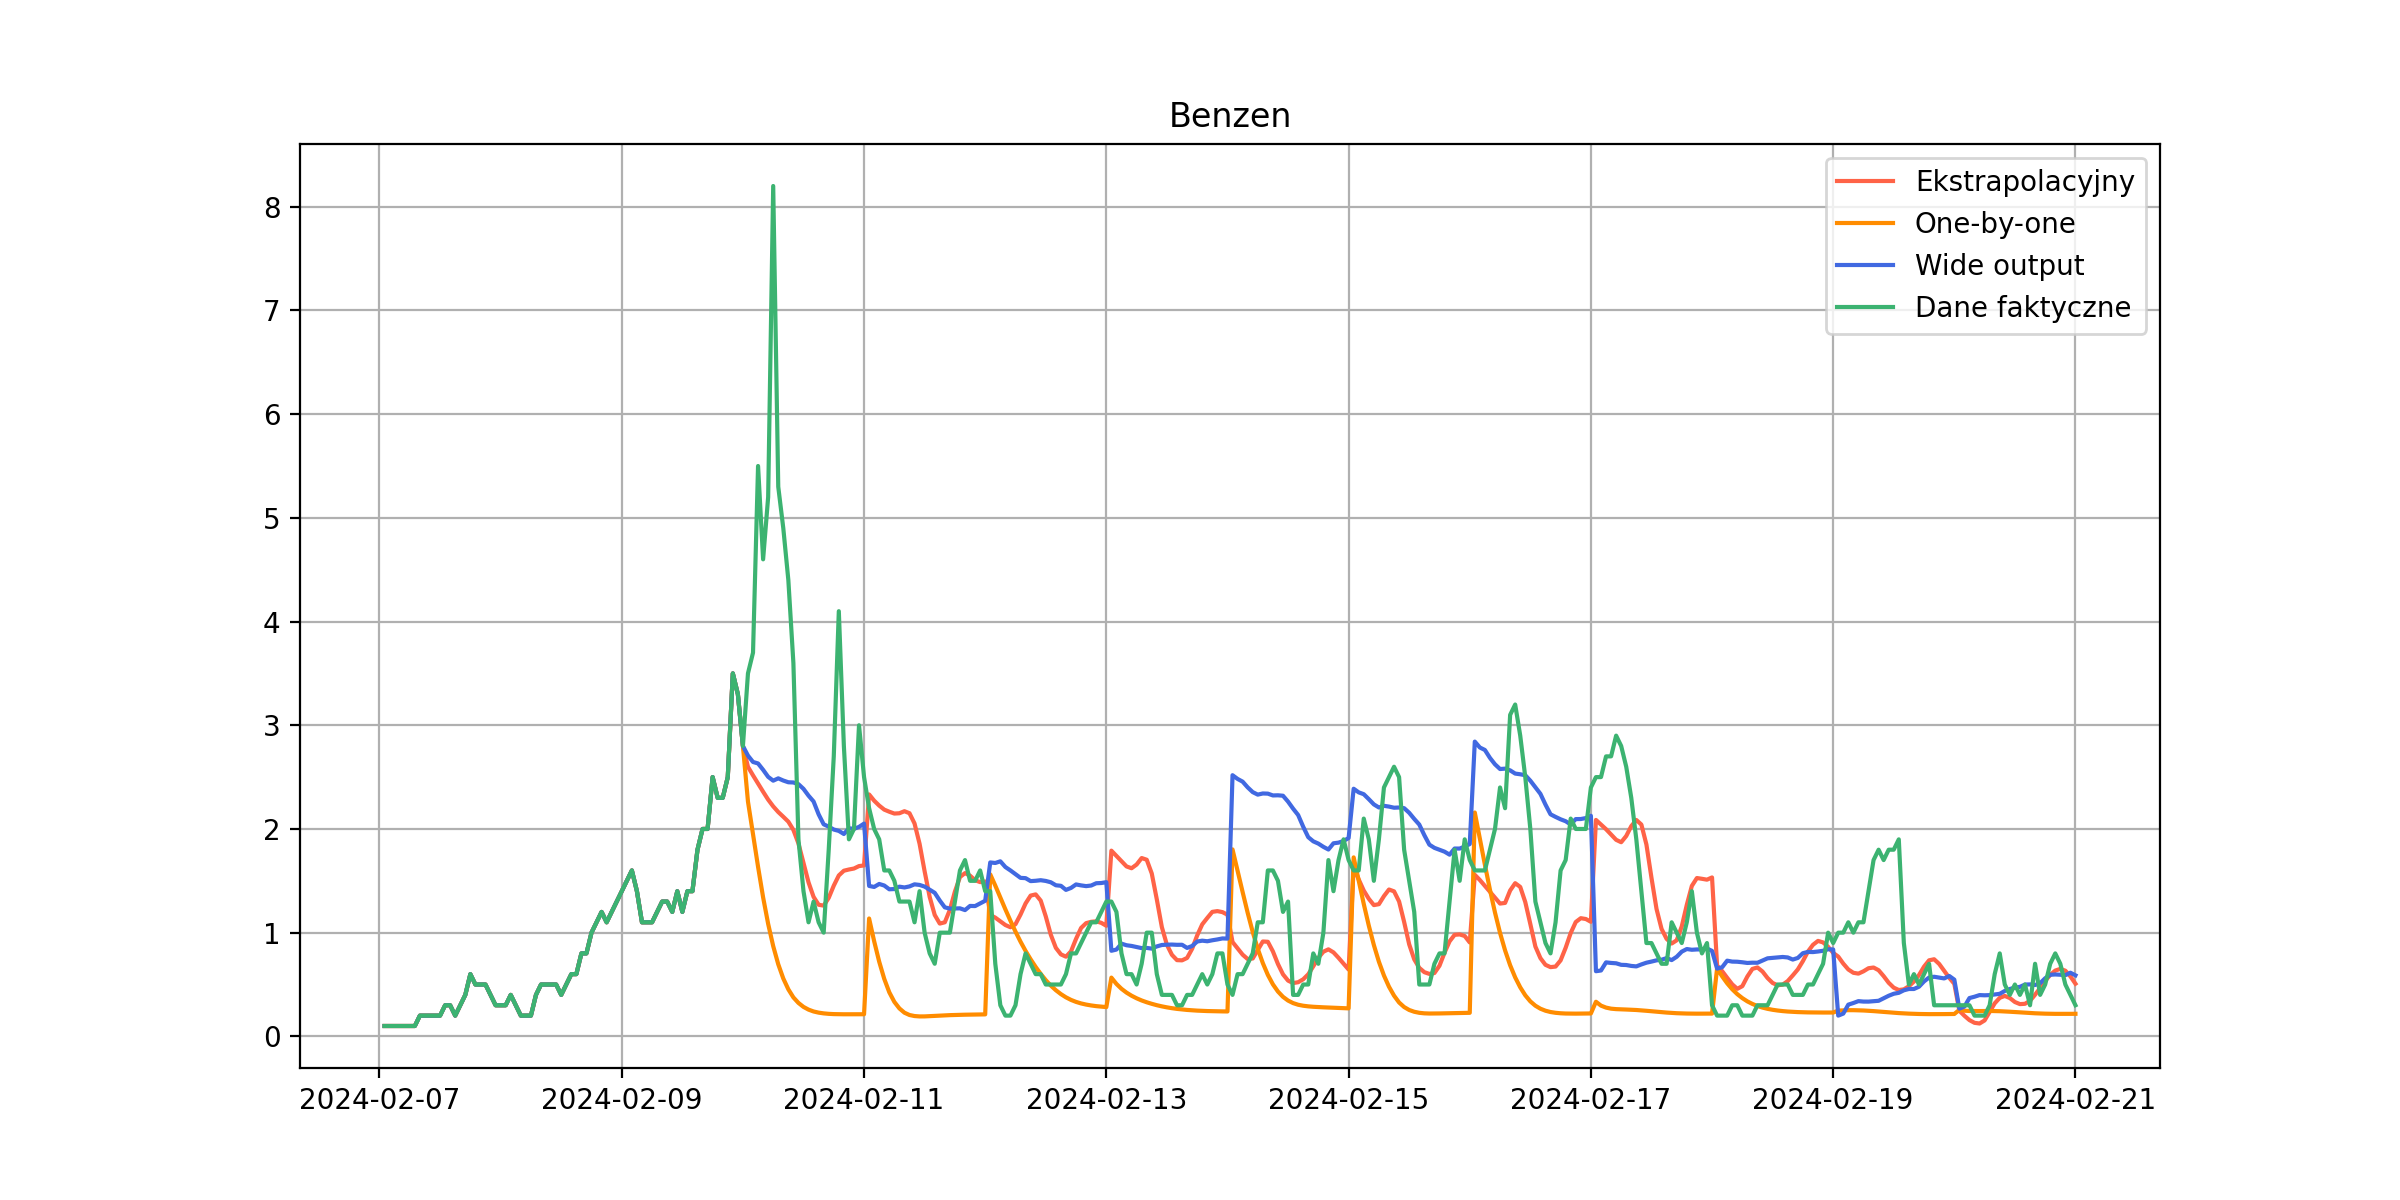 Benzen
Ekstrapolacyjny
One-by-one
Wide output
Dane faktyczne
8
7
6
5
4
3
2
1
0
2024-02-07 2024-02-09 2024-02-11 2024-02-13 2024-02-15 2024-02-17 2024-02-19 2024-02-21